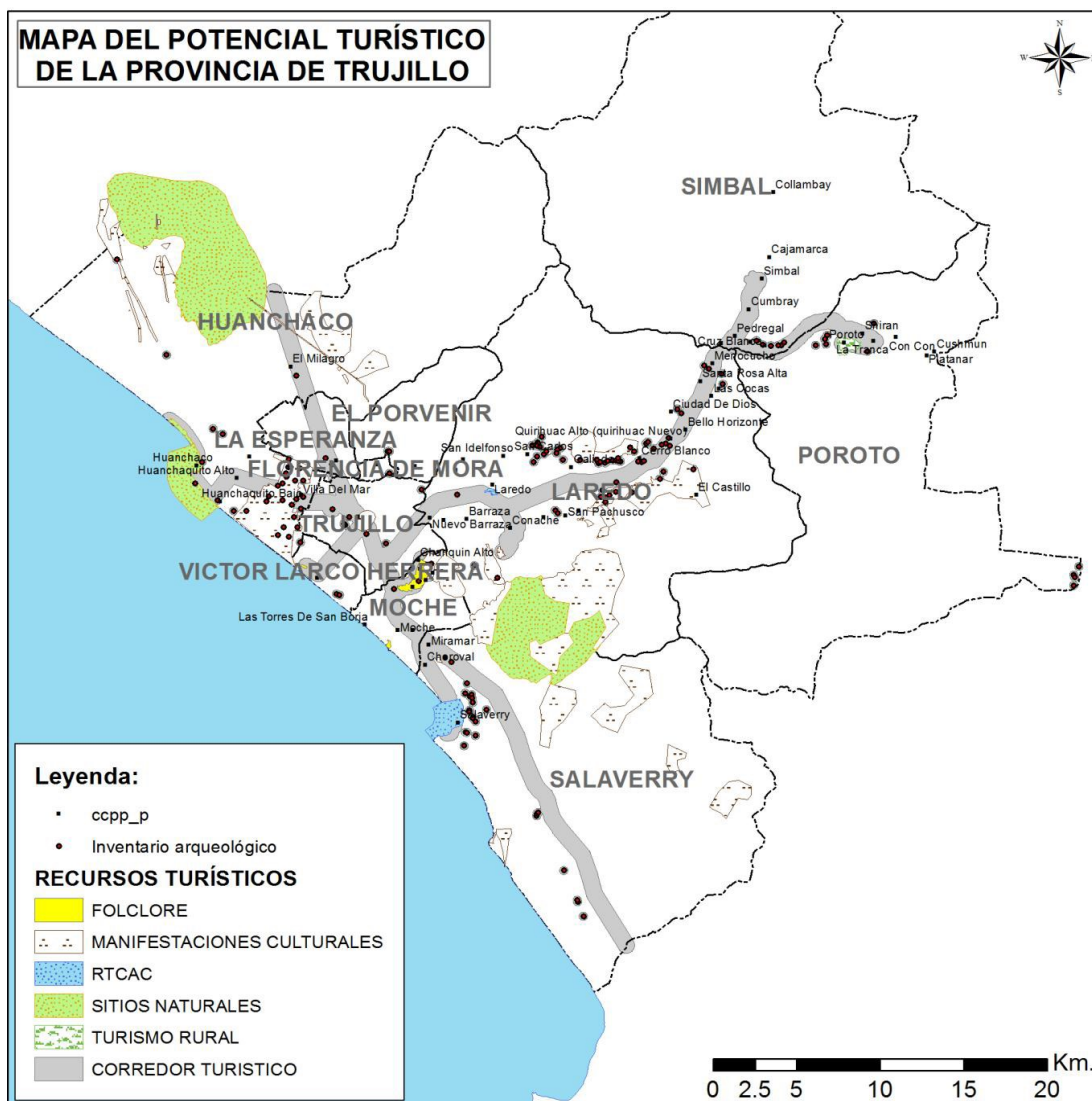 MAPA DEL POTENCIAL TURÍSTICO
DE LA PROVINCIA DE TRUJILLO
N
W
S
SIMBAL
Collambay
Cajamarca
Simbal
Cumbray
HUANCHACO
Pedregal
Cruz Blanca
Shiran
Poroto
Con Con
Cushmun
La Tranca
Platanar
Menocucho
El Milagro
Santa Rosa Alta
Las Cocas
EL PORVENIR
Ciudad De Dios
LA ESPERANZA
Quirihuac Alto (quirihuac Nuevo)
Bello Horizonte
San Idelfonso
San Carlos
Cerro Blanco
POROTO
Huanchaco
FLORENCIA DE MORA
Huanchaquito Alto
Galindo
Laredo
LAREDO
El Castillo
Huanchaquito Bajo
Villa Del Mar
TRUJILLO
Barraza
San Pachusco
Nuevo Barraza
Conache
Chanquin Alto
VICTOR LARCO HERRERA
MOCHE
Las Torres De San Borja
Moche
Miramar
Choroval
Salaverry
SALAVERRY
Leyenda:
ccpp_p
Inventario arqueológico
RECURSOS TURÍSTICOS
FOLCLORE
MANIFESTACIONES CULTURALES
RTCAC
SITIOS NATURALES
TURISMO RURAL
CORREDOR TURISTICO
Km.
0 2.5 5 10 15 20